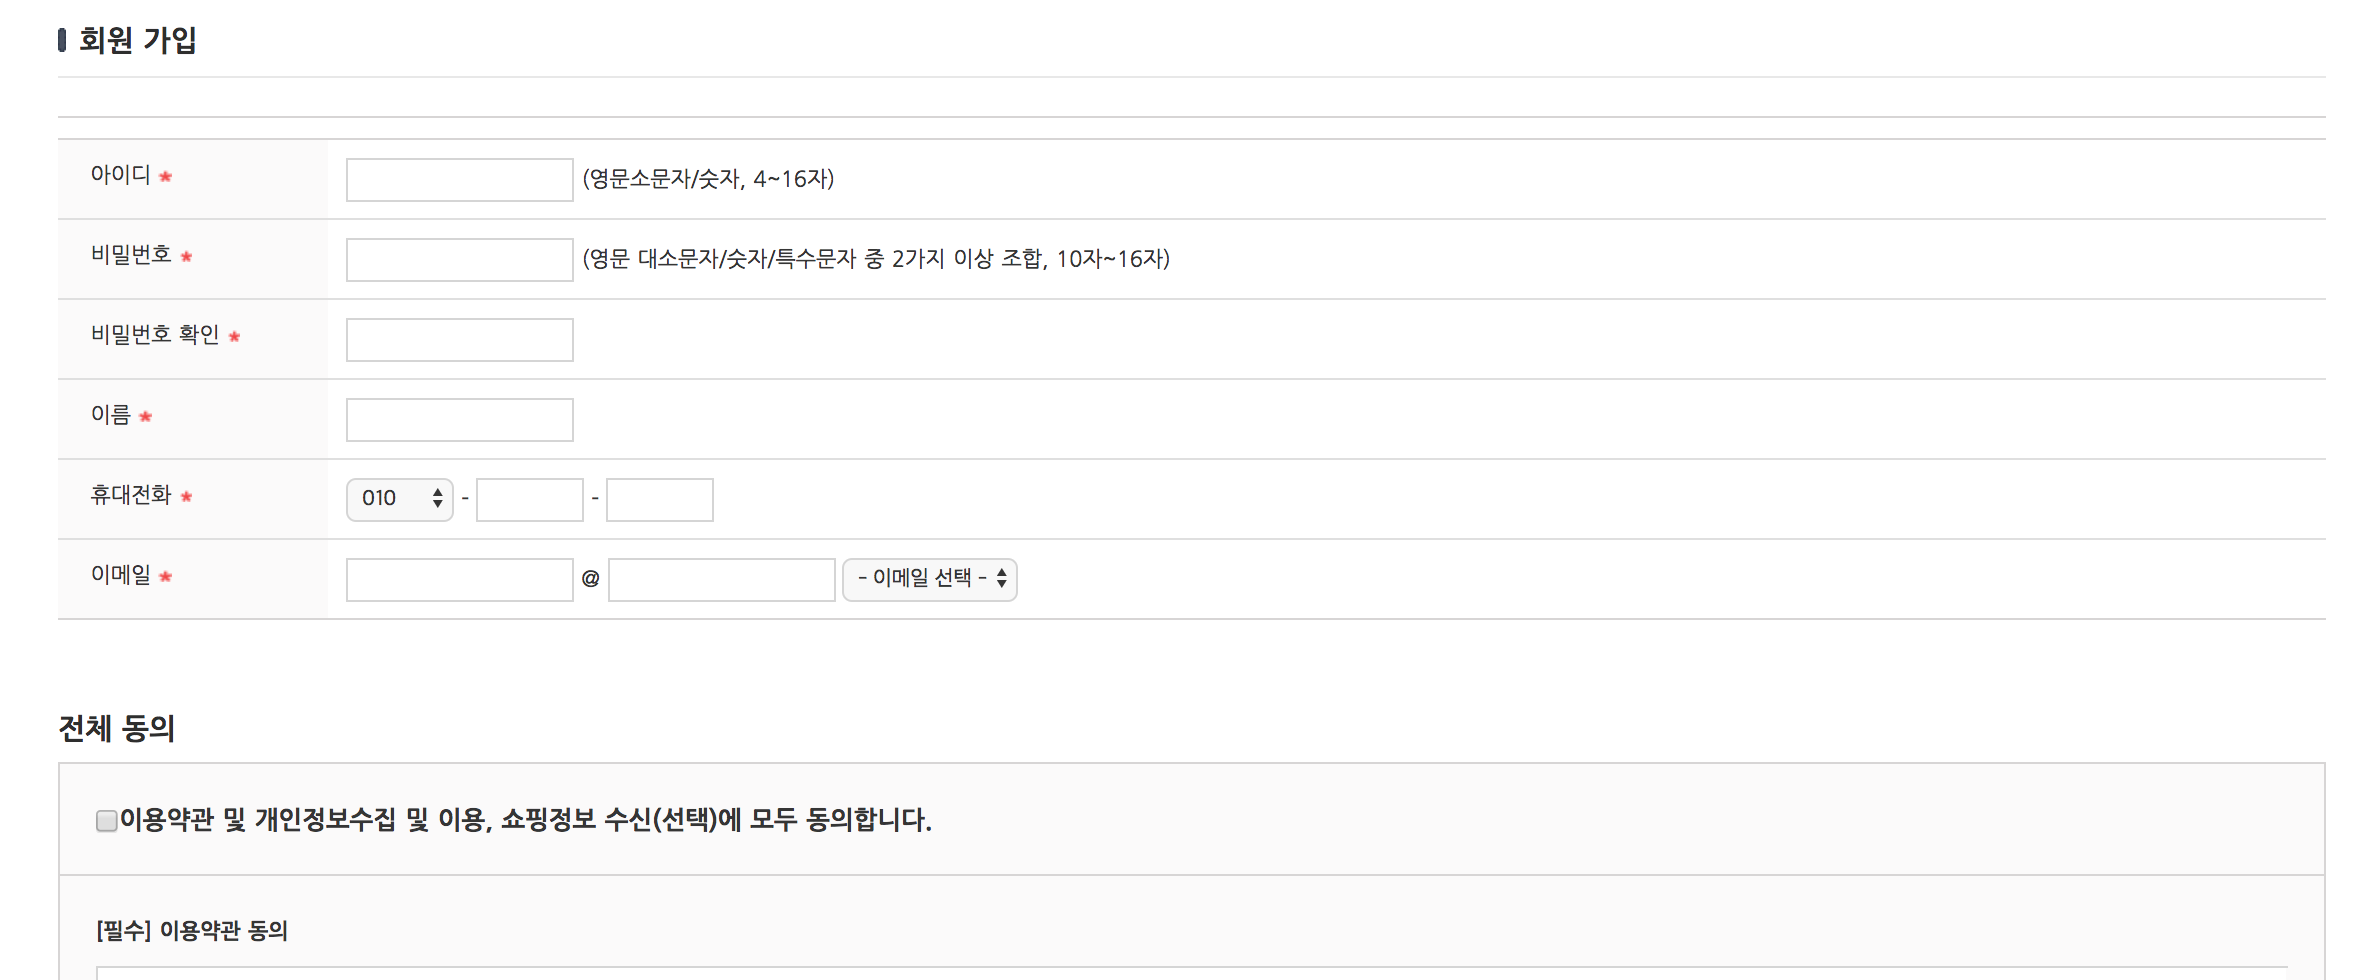 회원 가입
아이디 * (영문소문자/숫자, 4~16자)
비밀번호 * (영문 대소문자/숫자/특수문자 중 2가지 이상 조합, 10자~16자)
비밀번호 확인 *
이름 *
휴대전화 * 010 - -
이메일 * @ - 이메일 선택 -
전체 동의
이용약관 및 개인정보수집 및 이용, 쇼핑정보 수신(선택)에 모두 동의합니다.
[필수] 이용약관 동의